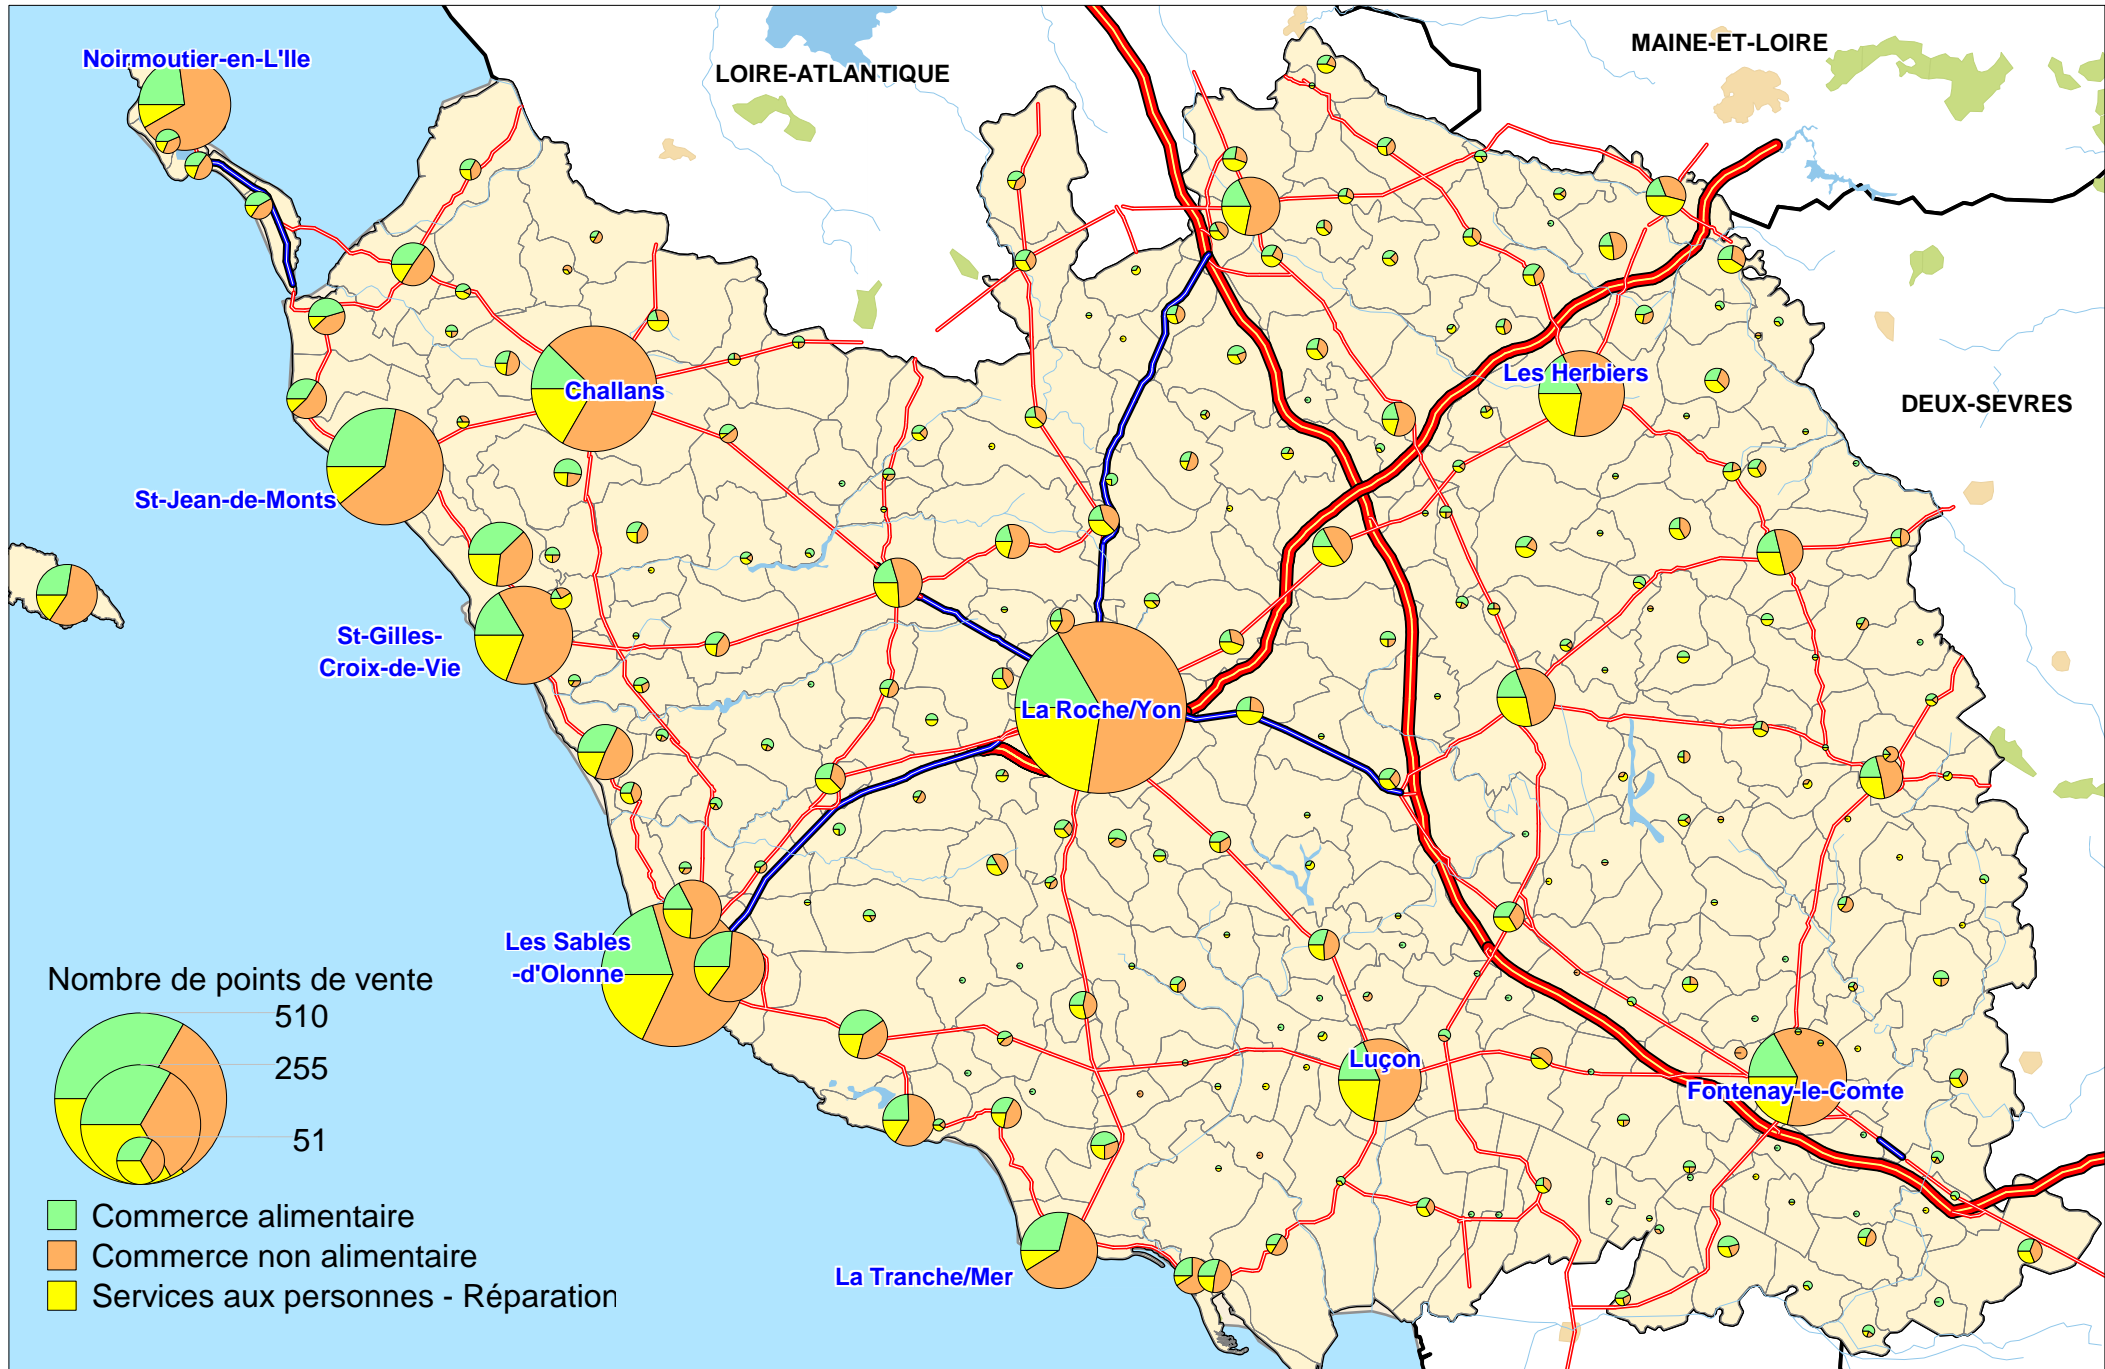 MAINE-ET-LOIRE
Noirmoutier-en-L'Ile
LOIRE-ATLANTIQUE
Les Herbiers
Challans
DEUX-SEVRES
St-Jean-de-Monts
St-Gilles-
Croix-de-Vie
La Roche/Yon
Les Sables
-d'Olonne
Nombre de points de vente
510
255
51
Luçon
Fontenay-le-Comte
Commerce alimentaire
Commerce non alimentaire
La Tranche/Mer
Services aux personnes - Réparation